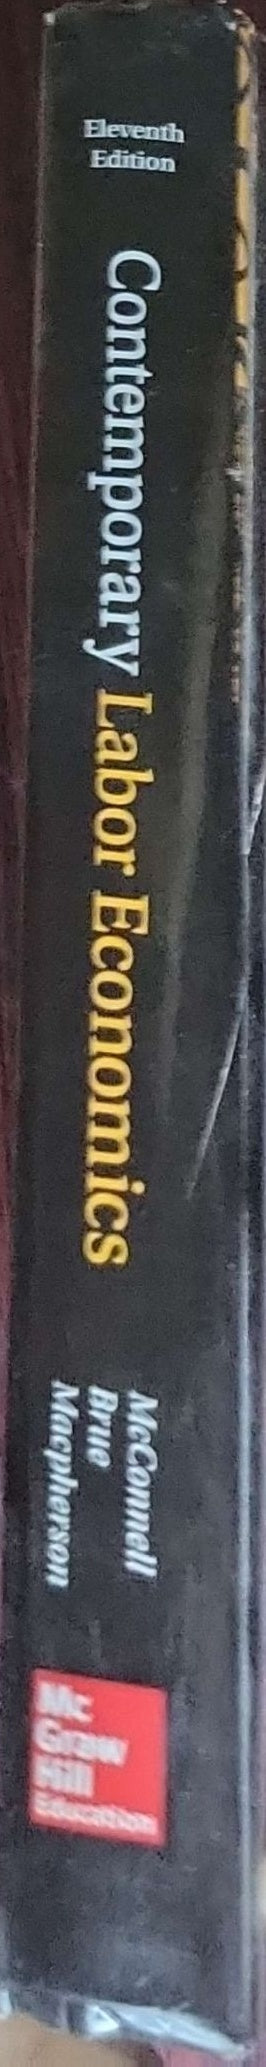 Eleventh
Edition
Contemporary Labor Economics
McConnell
Brue
Macpherson
Mc
Graw
Hill
Education